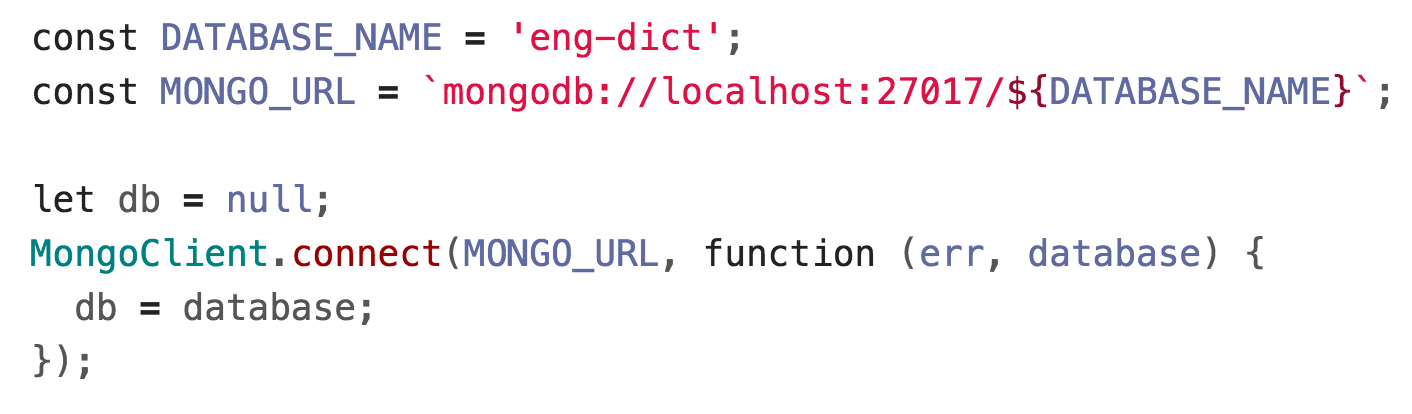 const DATABASE_NAME = 'eng-dict';
const MONGO_URL = `mongodb://localhost:27017/${DATABASE_NAME}`;
let db = null;
MongoClient.connect(MONGO_URL, function (err, database) {
  db = database;
});